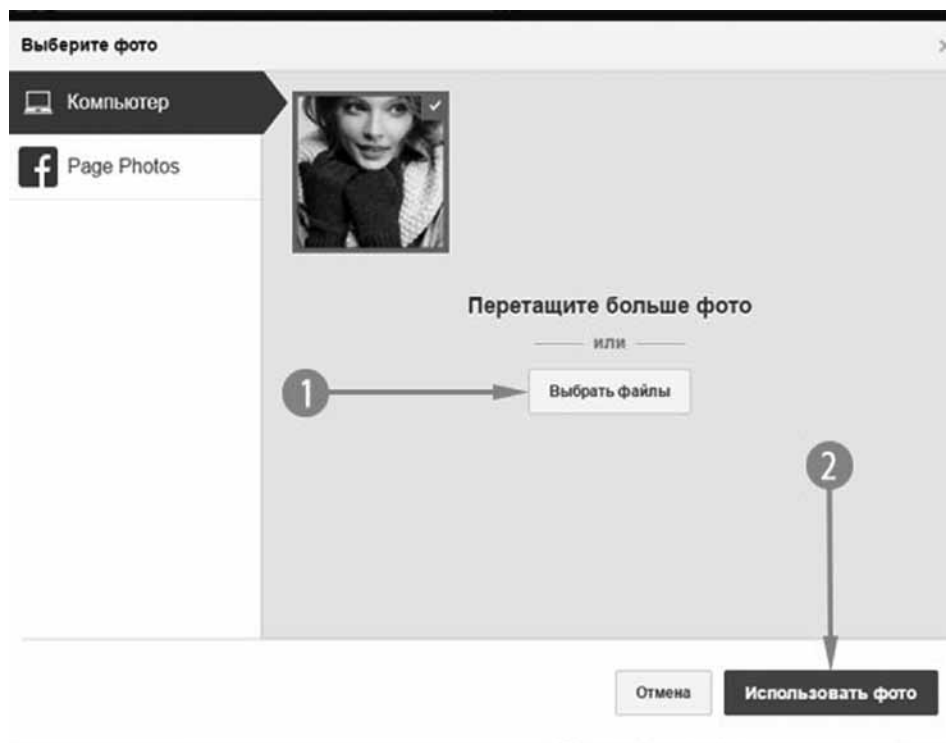 Выберите фото
Компьютер
Page Photos
Перетащите больше фото
или
1
Выбрать файлы
2
Отмена
Использовать фото